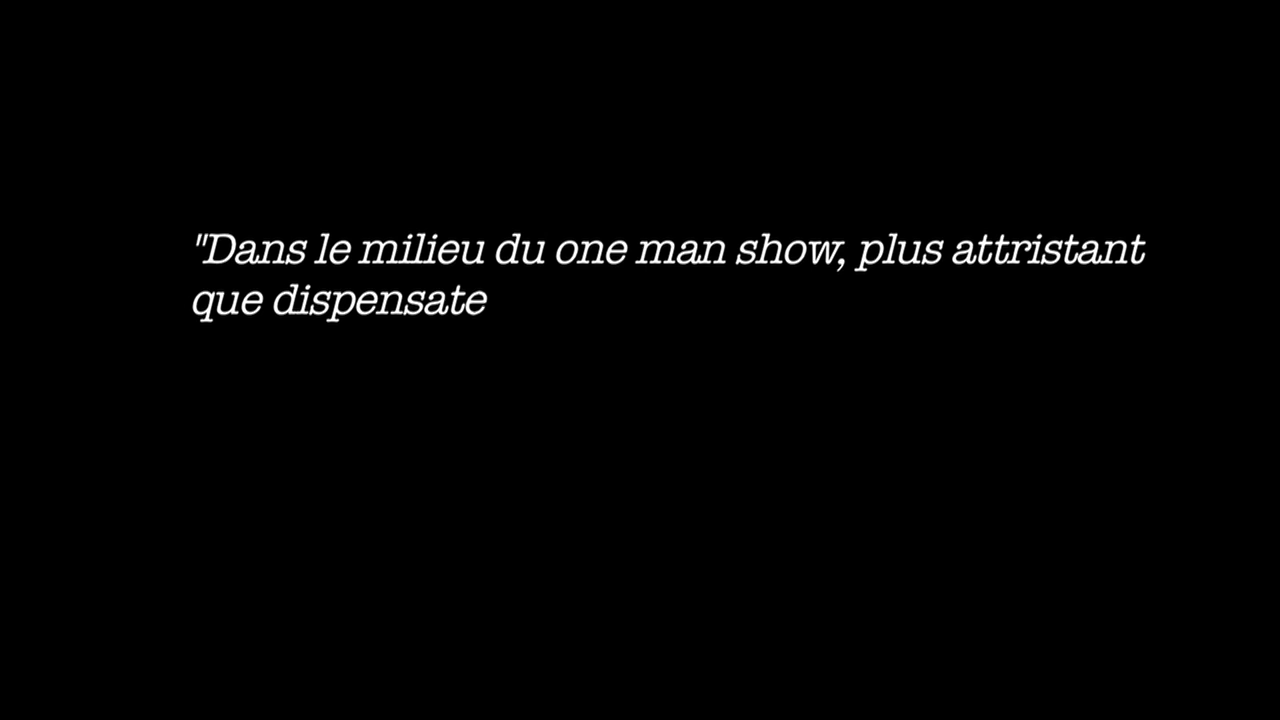 "Dans le milieu du one man show, plus attristant
que dispensate